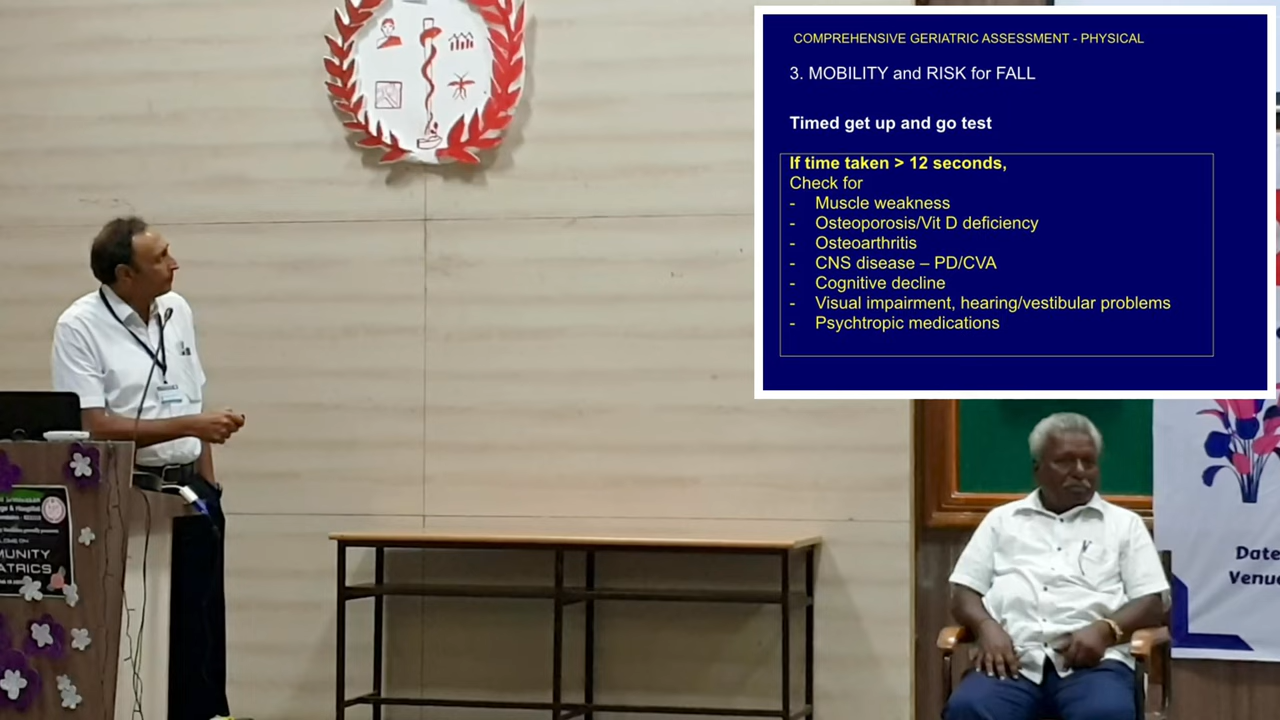 COMPREHENSIVE GERIATRIC ASSESSMENT - PHYSICAL
3. MOBILITY and RISK for FALL
Timed get up and go test
If time taken > 12 seconds,
Check for
- Muscle weakness
- Osteoporosis/Vit D deficiency
- Osteoarthritis
- CNS disease – PD/CVA
- Cognitive decline
- Visual impairment, hearing/vestibular problems
- Psychtropic medications
Date
Venue
& Hospital